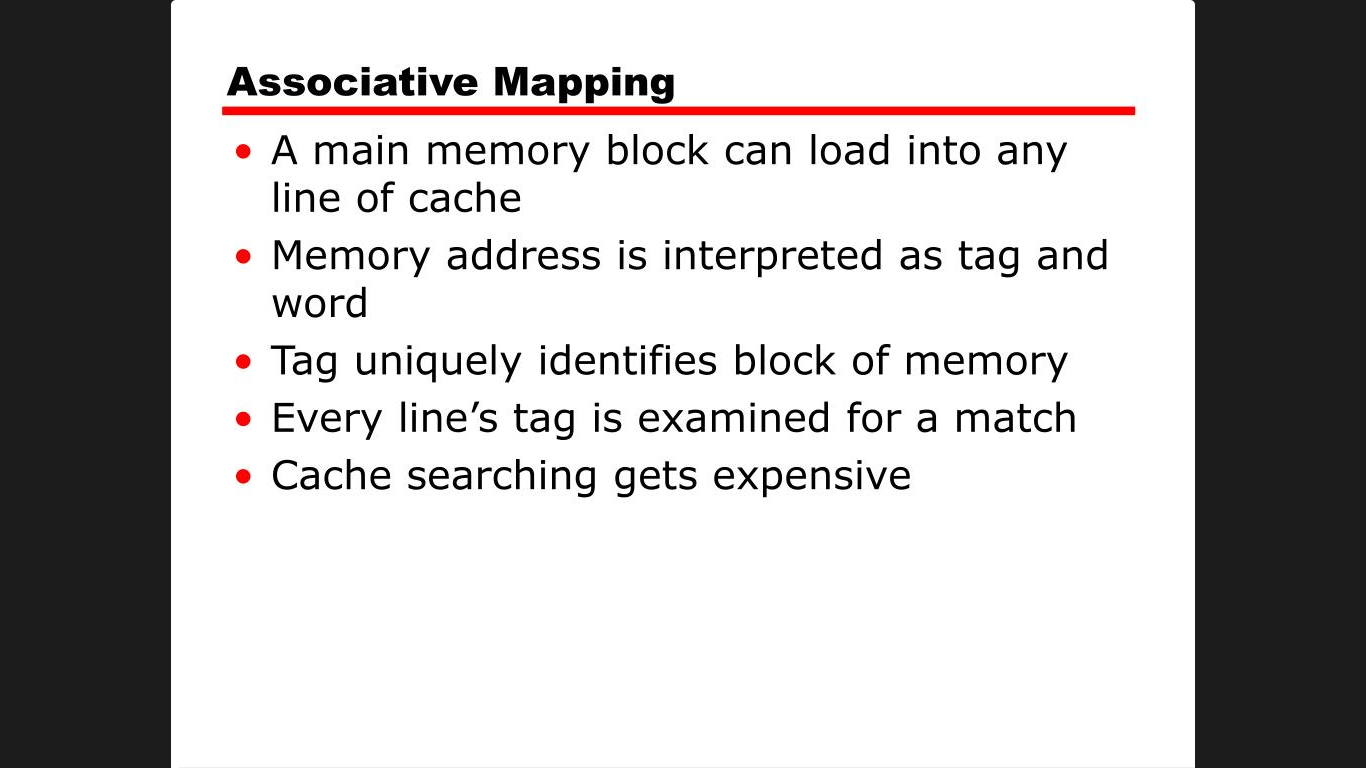 Associative Mapping
• A main memory block can load into any
line of cache
• Memory address is interpreted as tag and
word
• Tag uniquely identifies block of memory
• Every line’s tag is examined for a match
• Cache searching gets expensive